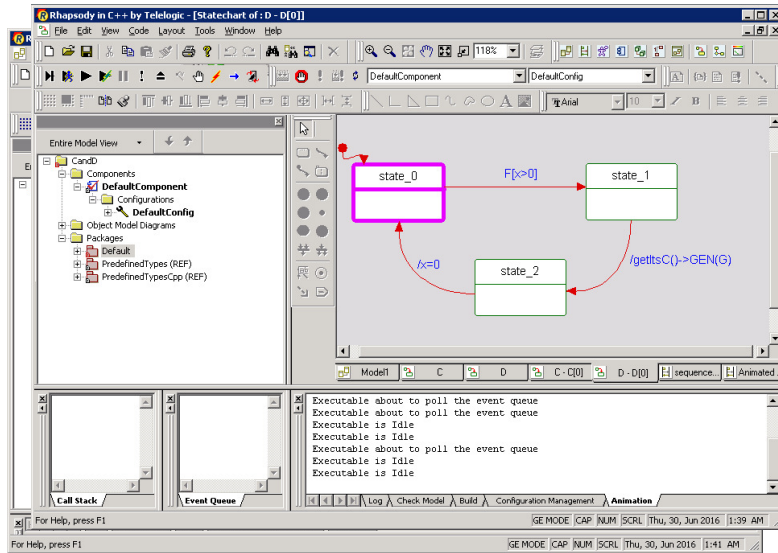 Rhapsody in C++ by Telelogic - [Statechart of : D - D[0]]
File Edit View Code Layout Tools Window Help
118%
DefaultComponent
DefaultConfig
Arial
10
Entire Model View
CandD
Components
DefaultComponent
Configurations
DefaultConfig
Object Model Diagrams
Packages
Default
PredefinedTypes (REF)
PredefinedTypesCpp (REF)
state_0
F[x>0]
state_1
/x=0
state_2
/getItsC()->GEN(G)
Model1
C
D
C - C[0]
D - D[0]
sequence...
Animated
Executable about to poll the event queue
Executable about to poll the event queue
Executable is Idle
Executable is Idle
Executable about to poll the event queue
Executable is Idle
Executable is Idle
Call Stack
Event Queue
Log
Check Model
Build
Configuration Management
Animation
For Help, press F1
GE MODE CAP NUM SCRL Thu, 30, Jun 2016 1:39 AM
For Help, press F1
GE MODE CAP NUM SCRL Thu, 30, Jun 2016 1:41 AM